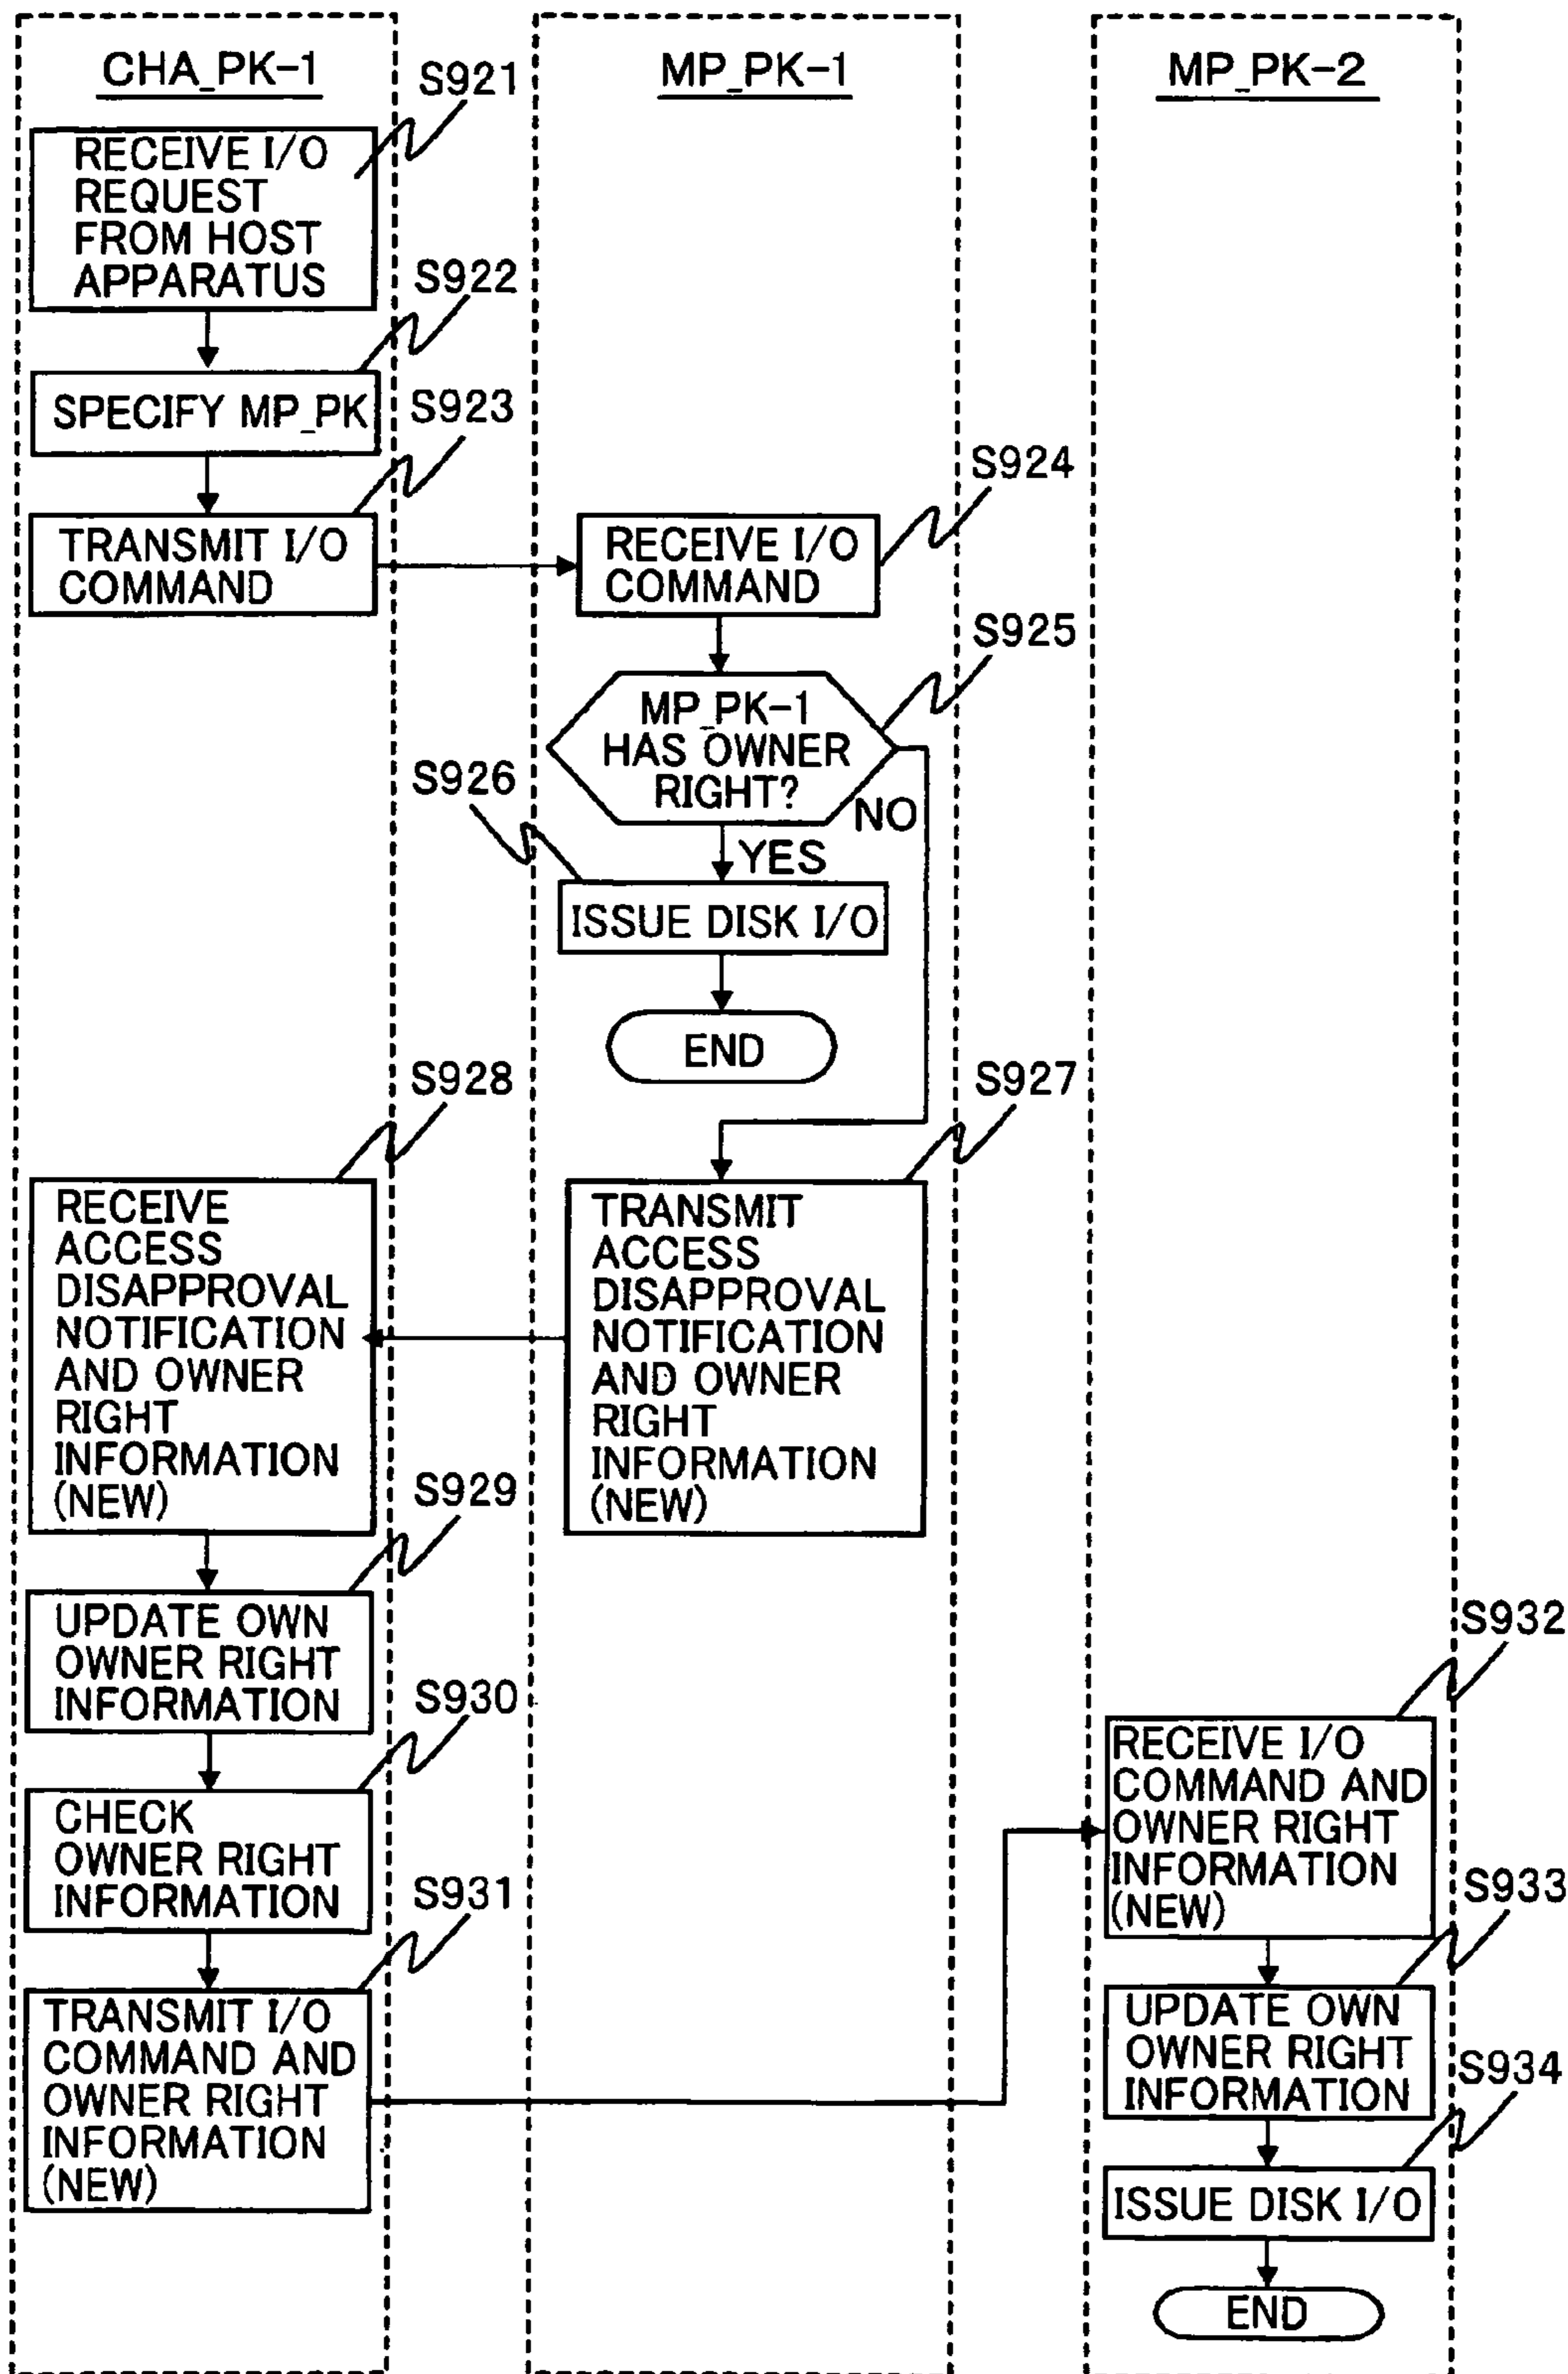 CHA_PK-1
S921
RECEIVE I/O
REQUEST
FROM HOST
APPARATUS
S922
SPECIFY MP_PK
S923
TRANSMIT I/O
COMMAND
MP_PK-1
S924
RECEIVE I/O
COMMAND
S925
MP_PK-1
HAS OWNER
RIGHT?
NO
YES
S926
ISSUE DISK I/O
END
S927
TRANSMIT
ACCESS
DISAPPROVAL
NOTIFICATION
AND OWNER
RIGHT
INFORMATION
(NEW)
S928
RECEIVE
ACCESS
DISAPPROVAL
NOTIFICATION
AND OWNER
RIGHT
INFORMATION
(NEW)
S929
UPDATE OWN
OWNER RIGHT
INFORMATION
S930
CHECK
OWNER RIGHT
INFORMATION
S931
TRANSMIT I/O
COMMAND AND
OWNER RIGHT
INFORMATION
(NEW)
MP_PK-2
S932
RECEIVE I/O
COMMAND AND
OWNER RIGHT
INFORMATION
(NEW)
S933
UPDATE OWN
OWNER RIGHT
INFORMATION
S934
ISSUE DISK I/O
END